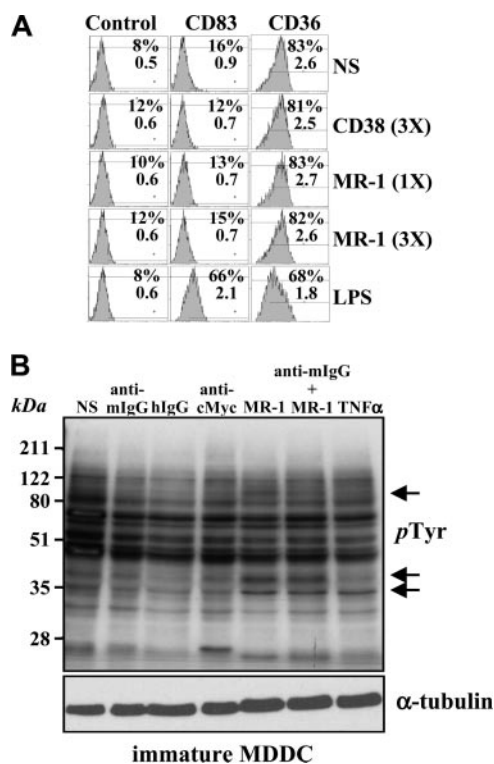 A
Control CD83 CD36
8% 16% 83%
0.5 0.9 2.6 NS
12% 12% 81%
0.6 0.7 2.5 CD38 (3X)
10% 13% 83%
0.6 0.7 2.7 MR-1 (1X)
12% 15% 82%
0.6 0.7 2.6 MR-1 (3X)
8% 66% 68%
0.6 2.1 1.8 LPS
B
anti-mIgG
anti- anti- +
kDa NS mIgG hIgG cMyc MR-1 MR-1 TNFα
211
122
80
51 pTyr
35
28
α-tubulin
immature MDDC